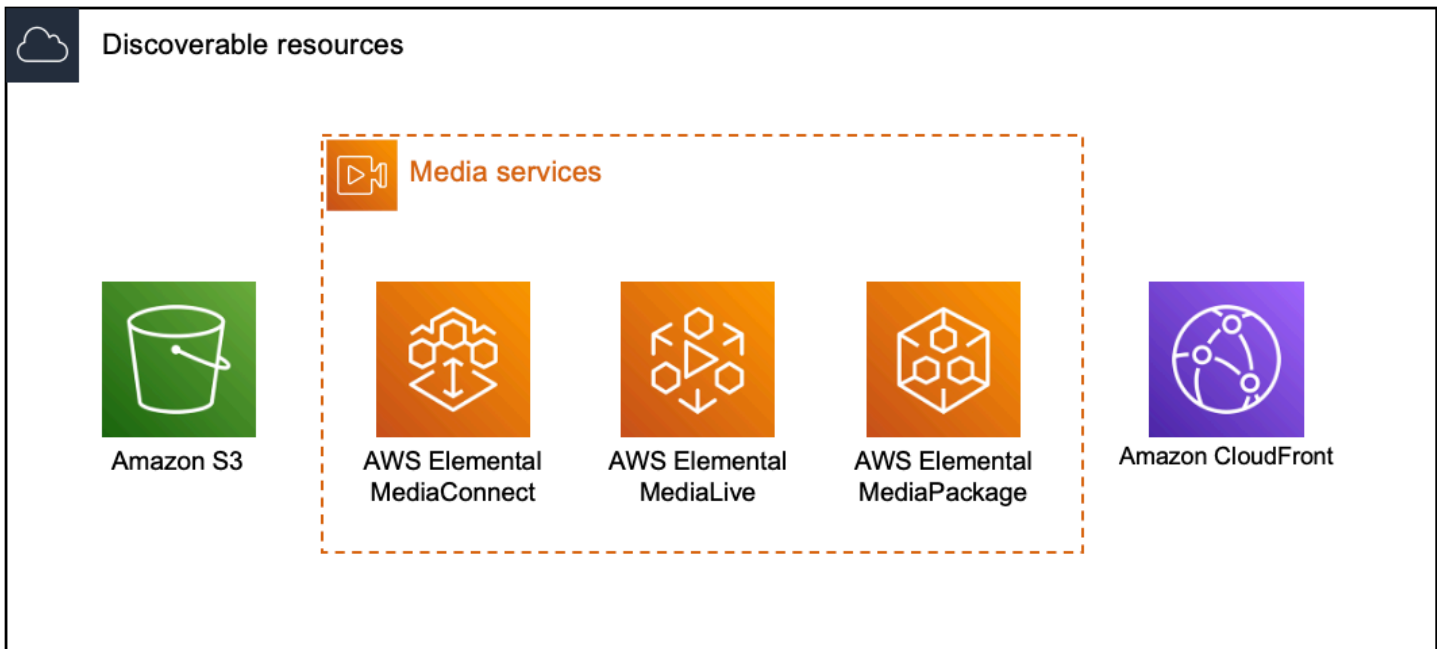 Discoverable resources
Media services
Amazon S3
AWS Elemental
MediaConnect
AWS Elemental
MediaLive
AWS Elemental
MediaPackage
Amazon CloudFront